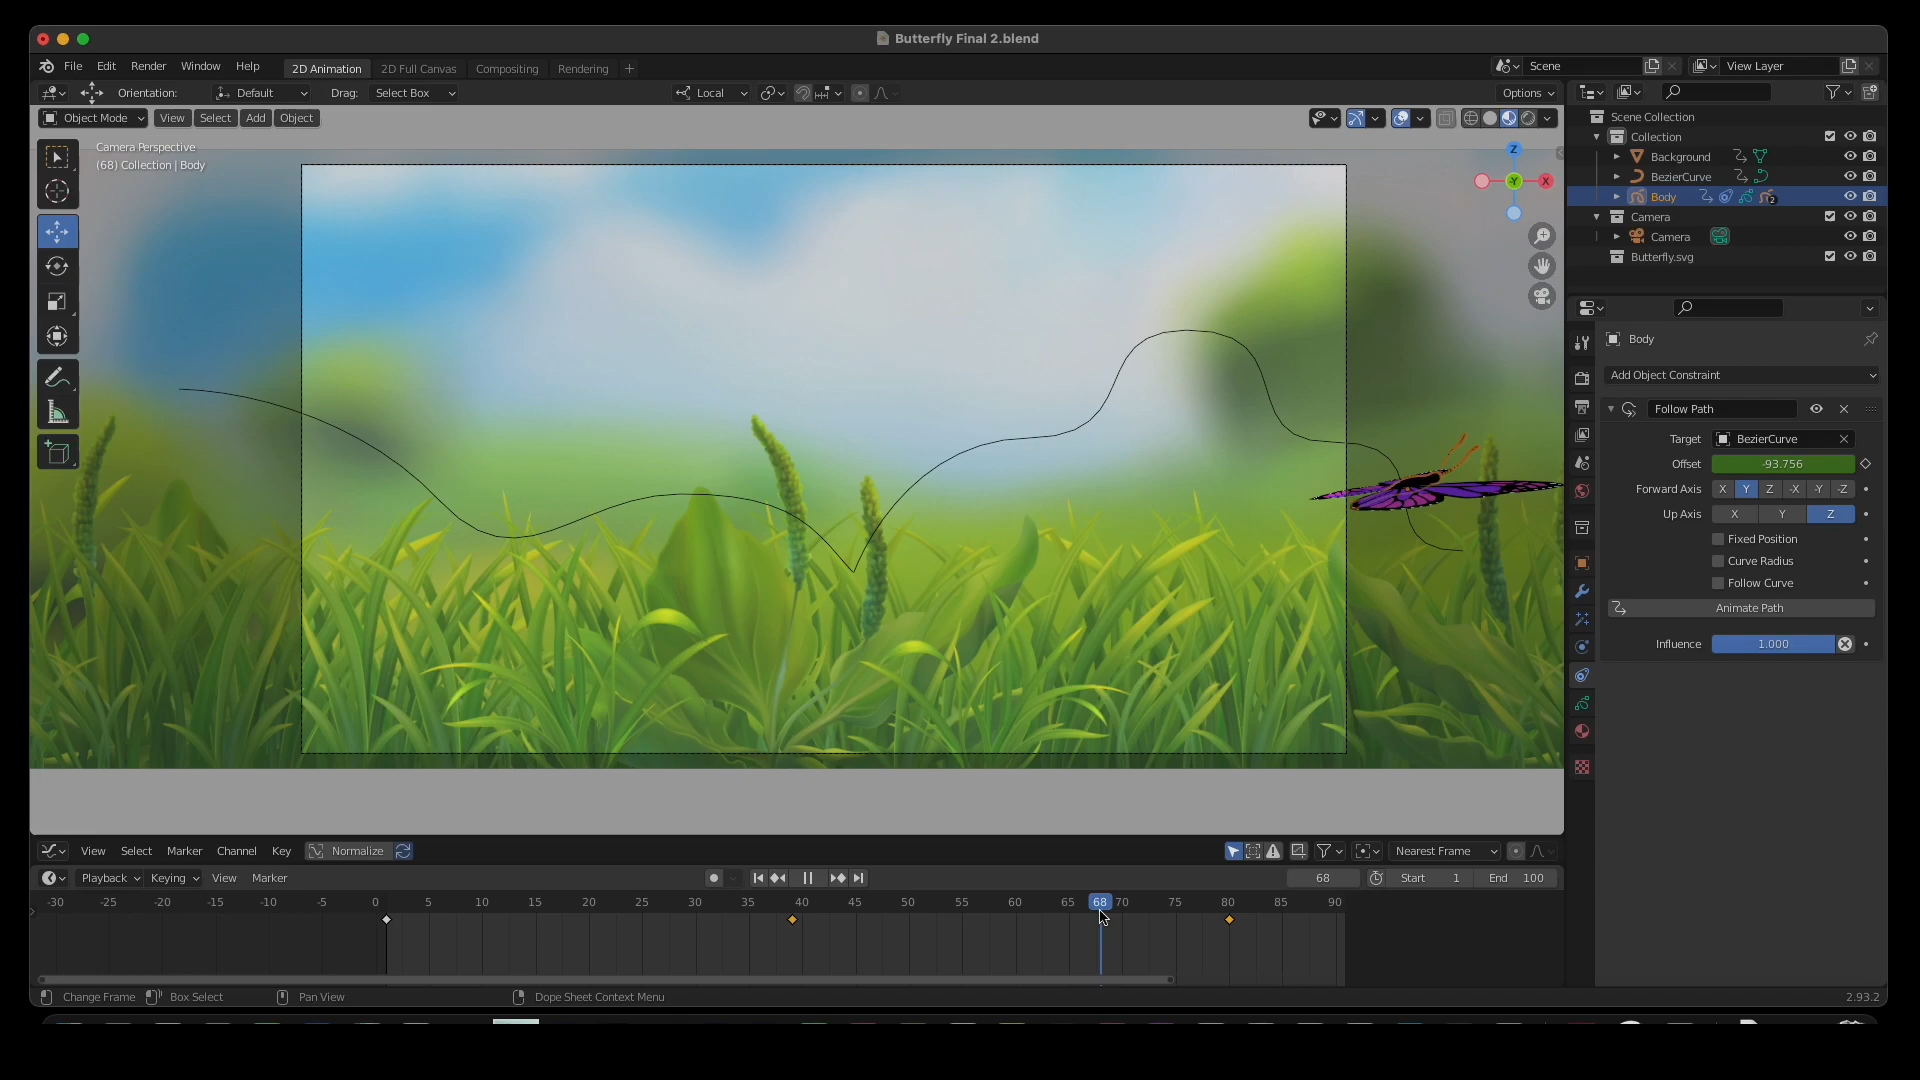 Butterfly Final 2.blend
File Edit Render Window Help 2D Animation 2D Full Canvas Compositing Rendering + Scene View Layer
Orientation: Default Drag: Select Box Local Options
Object Mode View Select Add Object
Camera Perspective
(68) Collection | Body
Z
Y
X
Scene Collection
Collection
Background
BezierCurve
Body 2
Camera
Camera
Butterfly.svg
Body
Add Object Constraint
Follow Path
Target BezierCurve
Offset -93.756
Forward Axis X Y Z -X -Y -Z
Up Axis X Y Z
Fixed Position
Curve Radius
Follow Curve
Animate Path
Influence 1.000
View Select Marker Channel Key Normalize Nearest Frame
Playback Keying View Marker 68 Start 1 End 100
-30 -25 -20 -15 -10 -5 0 5 10 15 20 25 30 35 40 45 50 55 60 65 68 70 75 80 85 90
Change Frame Box Select Pan View Dope Sheet Context Menu 2.93.2